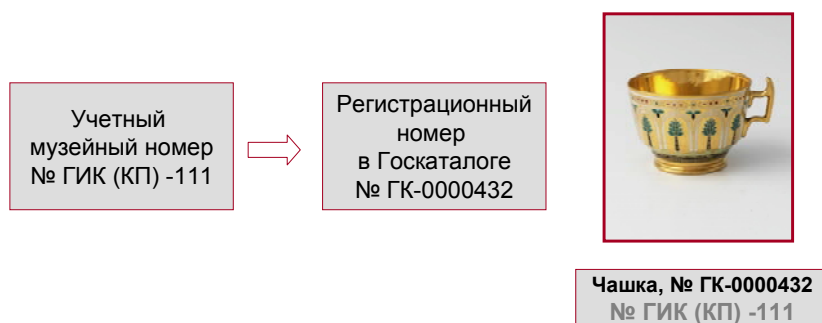 Учетный
музейный номер
№ ГИК (КП) -111
Регистрационный
номер
в Госкаталоге
№ ГК-0000432
Чашка, № ГК-0000432
№ ГИК (КП) -111